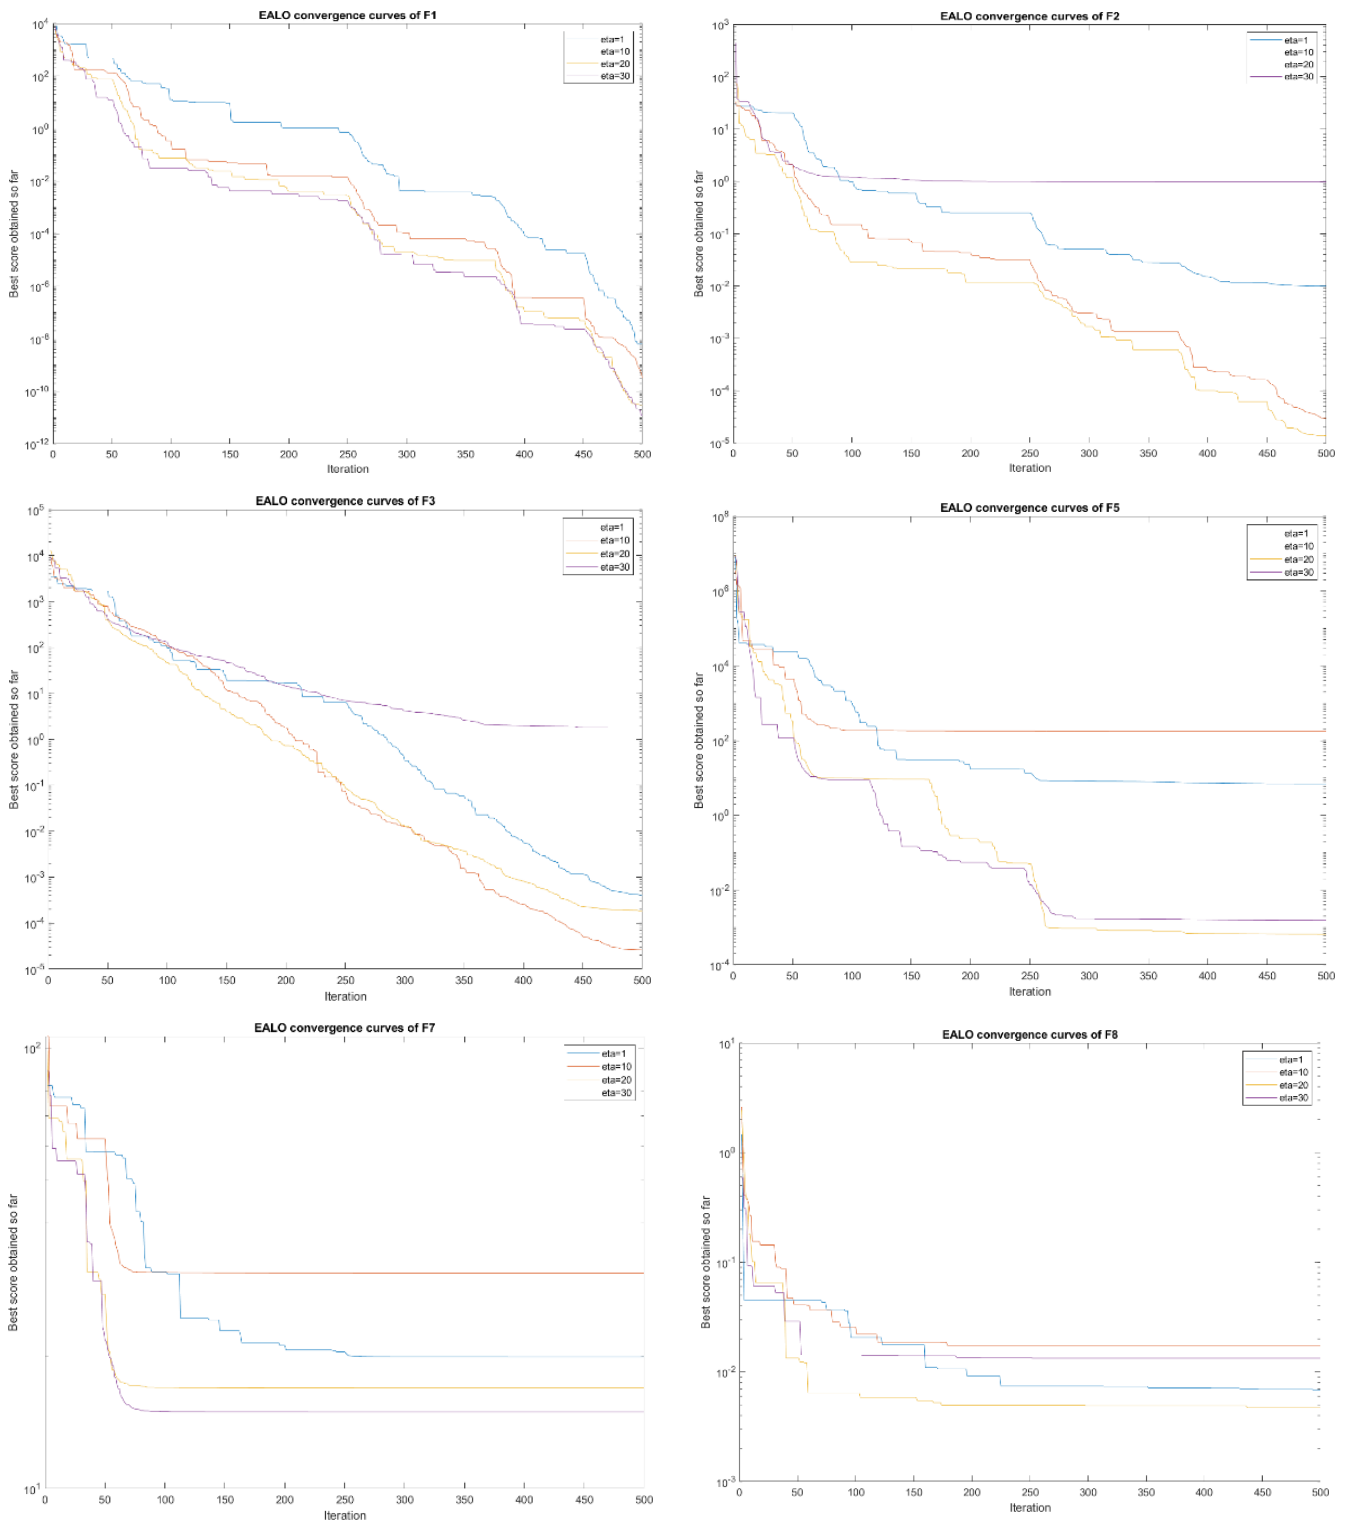 EALO convergence curves of F1
eta=1
eta=10
eta=20
eta=30
Best score obtained so far
10^4
10^2
10^0
10^-2
10^-4
10^-6
10^-8
10^-10
10^-12
0 50 100 150 200 250 300 350 400 450 500
Iteration
EALO convergence curves of F2
eta=1
eta=10
eta=20
eta=30
Best score obtained so far
10^3
10^2
10^1
10^0
10^-1
10^-2
10^-3
10^-4
10^-5
0 50 100 150 200 250 300 350 400 450 500
Iteration
EALO convergence curves of F3
eta=1
eta=10
eta=20
eta=30
Best score obtained so far
10^5
10^4
10^3
10^2
10^1
10^0
10^-1
10^-2
10^-3
10^-4
10^-5
0 50 100 150 200 250 300 350 400 450 500
Iteration
EALO convergence curves of F5
eta=1
eta=10
eta=20
eta=30
Best score obtained so far
10^8
10^6
10^4
10^2
10^0
10^-2
10^-4
0 50 100 150 200 250 300 350 400 450 500
Iteration
EALO convergence curves of F7
eta=1
eta=10
eta=20
eta=30
Best score obtained so far
10^2
10^1
0 50 100 150 200 250 300 350 400 450 500
Iteration
EALO convergence curves of F8
eta=1
eta=10
eta=20
eta=30
Best score obtained so far
10^1
10^0
10^-1
10^-2
10^-3
0 50 100 150 200 250 300 350 400 450 500
Iteration